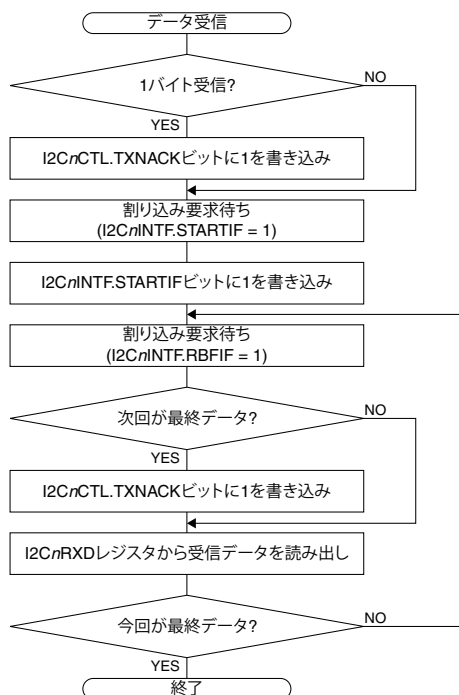 データ受信
1バイト受信?
NO
YES
I2CnCTL.TXNACKビットに1を書き込み
割り込み要求待ち
(I2CnINTF.STARTIF = 1)
I2CnINTF.STARTIFビットに1を書き込み
割り込み要求待ち
(I2CnINTF.RBFIF = 1)
次回が最終データ?
NO
YES
I2CnCTL.TXNACKビットに1を書き込み
I2CnRXDレジスタから受信データを読み出し
今回が最終データ?
NO
YES
終了